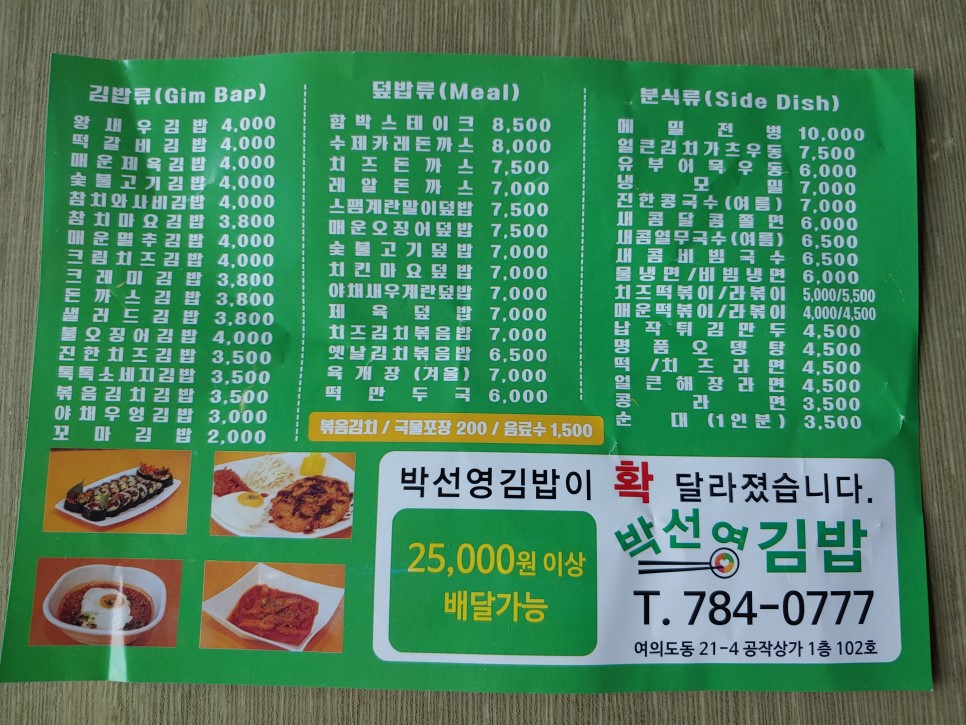 김밥류(Gim Bap)
왕새우김밥 4,000
떡갈비김밥 4,000
매운제육김밥 4,000
숯불고기김밥 4,000
참치와사비김밥 4,000
참치마요김밥 3,800
매운멸추김밥 4,000
크림치즈김밥 4,000
크레미김밥 3,800
돈까스김밥 3,800
샐러드김밥 3,800
불오징어김밥 4,000
진한치즈김밥 3,500
톡톡소세지김밥 3,500
볶음김치김밥 3,500
야채우엉김밥 3,000
꼬마김밥 2,000
덮밥류(Meal)
함박스테이크 8,500
수제카레돈까스 8,000
치즈돈까스 7,500
레알돈까스 7,000
스팸계란말이덮밥 7,500
매운오징어덮밥 7,500
숯불고기덮밥 7,000
치킨마요덮밥 7,000
야채새우계란덮밥 7,000
제육덮밥 7,000
치즈김치볶음밥 7,000
옛날김치볶음밥 6,500
육개장(겨울) 7,000
떡만두국 6,000
볶음김치 / 국물포장 200 / 음료수 1,500
분식류(Side Dish)
메밀전병 10,000
얼큰김치가츠우동 7,500
유부어묵우동 6,000
냉모밀 7,000
진한콩국수(여름) 7,000
새콤달콤쫄면 6,000
새콤열무국수(여름) 6,500
새콤비빔국수 6,500
물냉면/비빔냉면 6,000
치즈떡볶이/라볶이 5,000/5,500
매운떡볶이/라볶이 4,000/4,500
납작튀김만두 4,500
명품오뎅탕 4,500
떡/치즈라면 4,500
얼큰해장라면 4,500
콩라면 3,500
순대(1인분) 3,500
박선영김밥이 확 달라졌습니다.
25,000원 이상
배달가능
박선영김밥
T. 784-0777
여의도동 21-4 공작상가 1층 102호